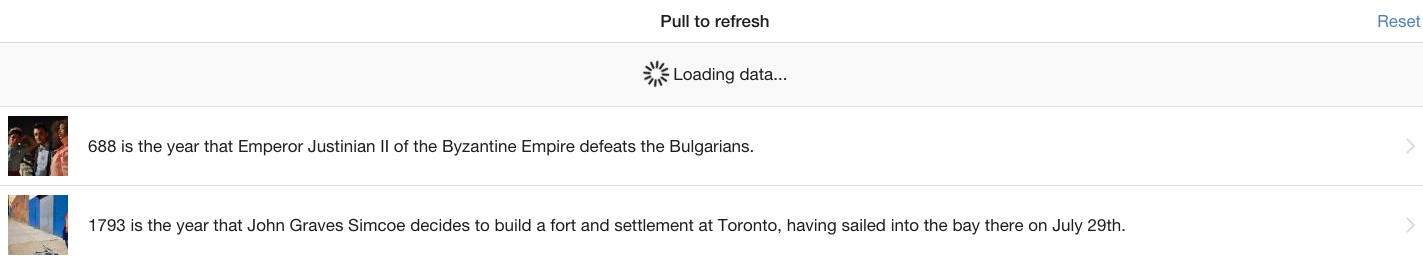 Pull to refresh
Reset
Loading data...
688 is the year that Emperor Justinian II of the Byzantine Empire defeats the Bulgarians.
1793 is the year that John Graves Simcoe decides to build a fort and settlement at Toronto, having sailed into the bay there on July 29th.